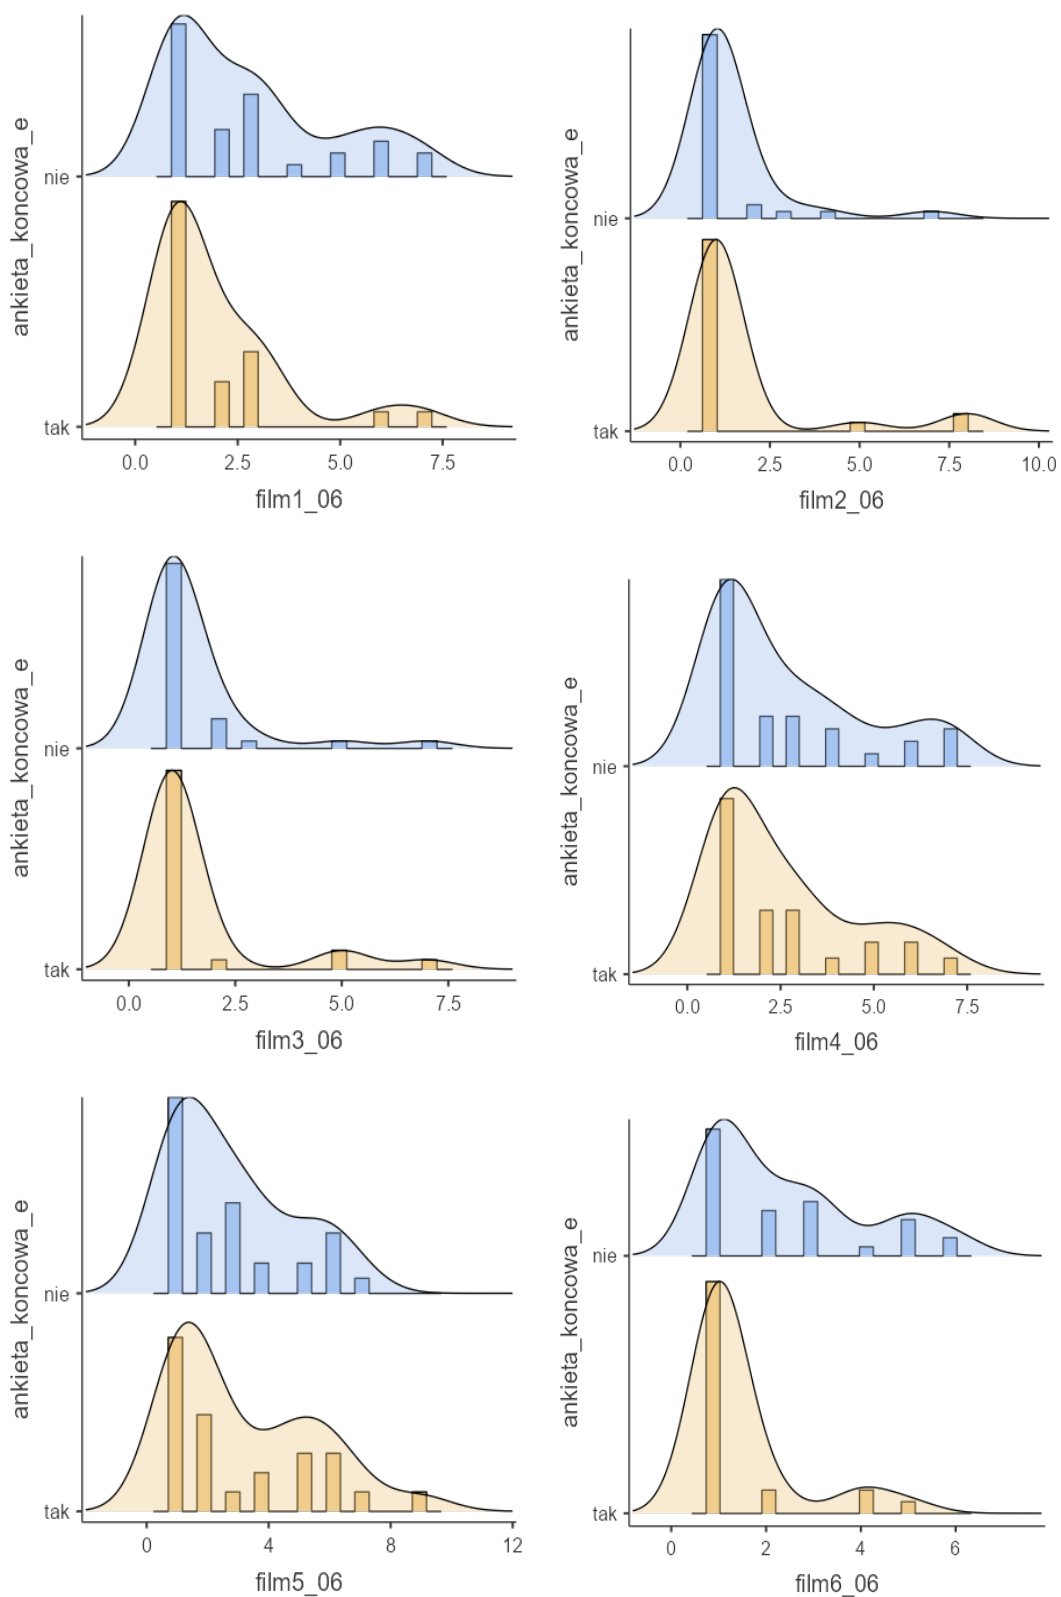 ankieta_koncowa_e
nie
tak
0.0 2.5 5.0 7.5
film1_06
ankieta_koncowa_e
nie
tak
0.0 2.5 5.0 7.5 10.0
film2_06
ankieta_koncowa_e
nie
tak
0.0 2.5 5.0 7.5
film3_06
ankieta_koncowa_e
nie
tak
0.0 2.5 5.0 7.5
film4_06
ankieta_koncowa_e
nie
tak
0 4 8 12
film5_06
ankieta_koncowa_e
nie
tak
0 2 4 6
film6_06